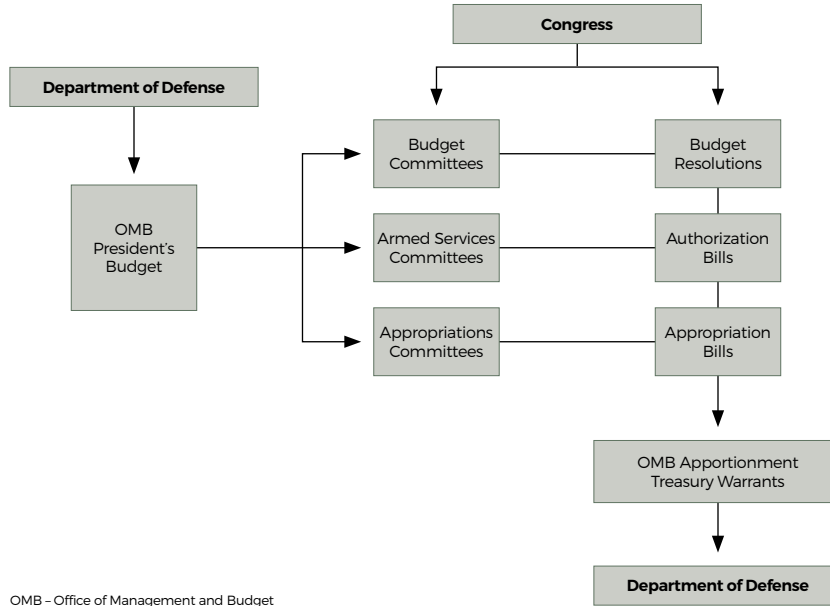 Congress
Department of Defense
Budget
Committees
Budget
Resolutions
OMB
President's
Budget
Armed Services
Committees
Authorization
Bills
Appropriations
Committees
Appropriation
Bills
OMB Apportionment
Treasury Warrants
Department of Defense
OMB – Office of Management and Budget